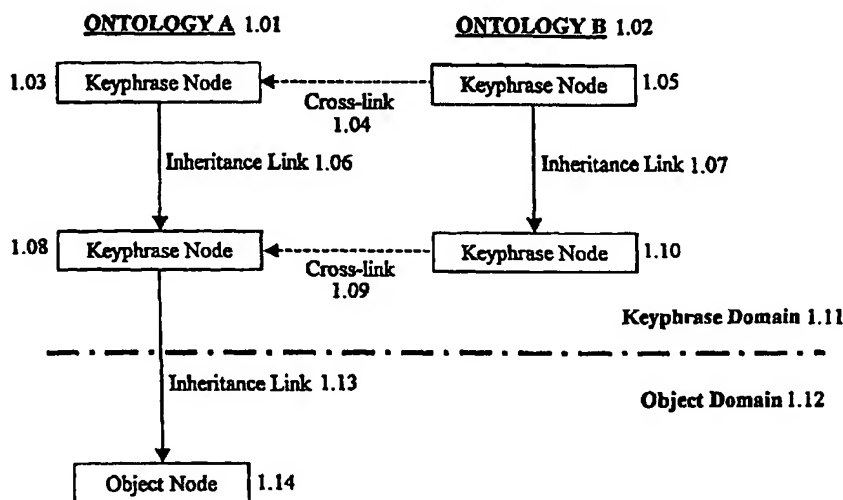 ONTOLOGY A 1.01 ONTOLOGY B 1.02
1.03 Keyphrase Node Keyphrase Node 1.05
Cross-link
1.04
Inheritance Link 1.06 Inheritance Link 1.07
1.08 Keyphrase Node Keyphrase Node 1.10
Cross-link
1.09
Keyphrase Domain 1.11
Inheritance Link 1.13
Object Domain 1.12
Object Node 1.14